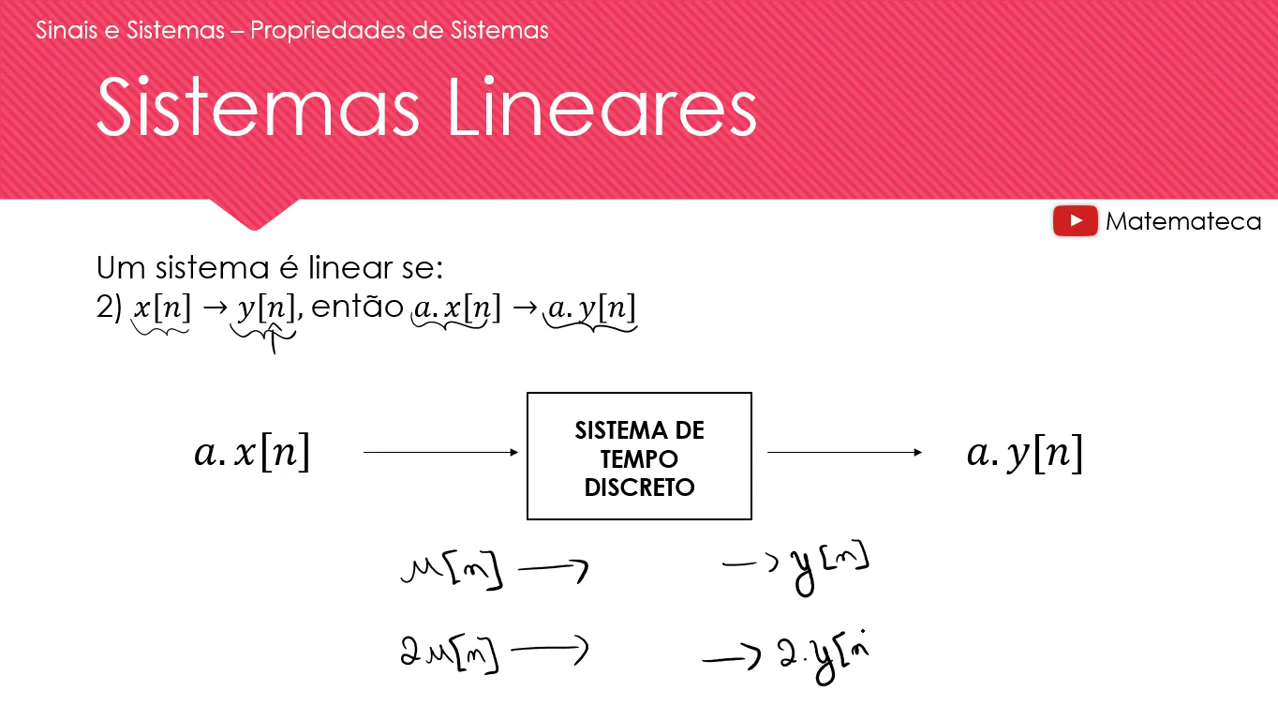 Sinais e Sistemas – Propriedades de Sistemas
Sistemas Lineares
Matemateca
Um sistema é linear se:
2) x[n] → y[n], então a. x[n] → a. y[n]
a. x[n]
SISTEMA DE
TEMPO
DISCRETO
a. y[n]
μ[n] → → y[n]
2μ[n] → → 2.y[n